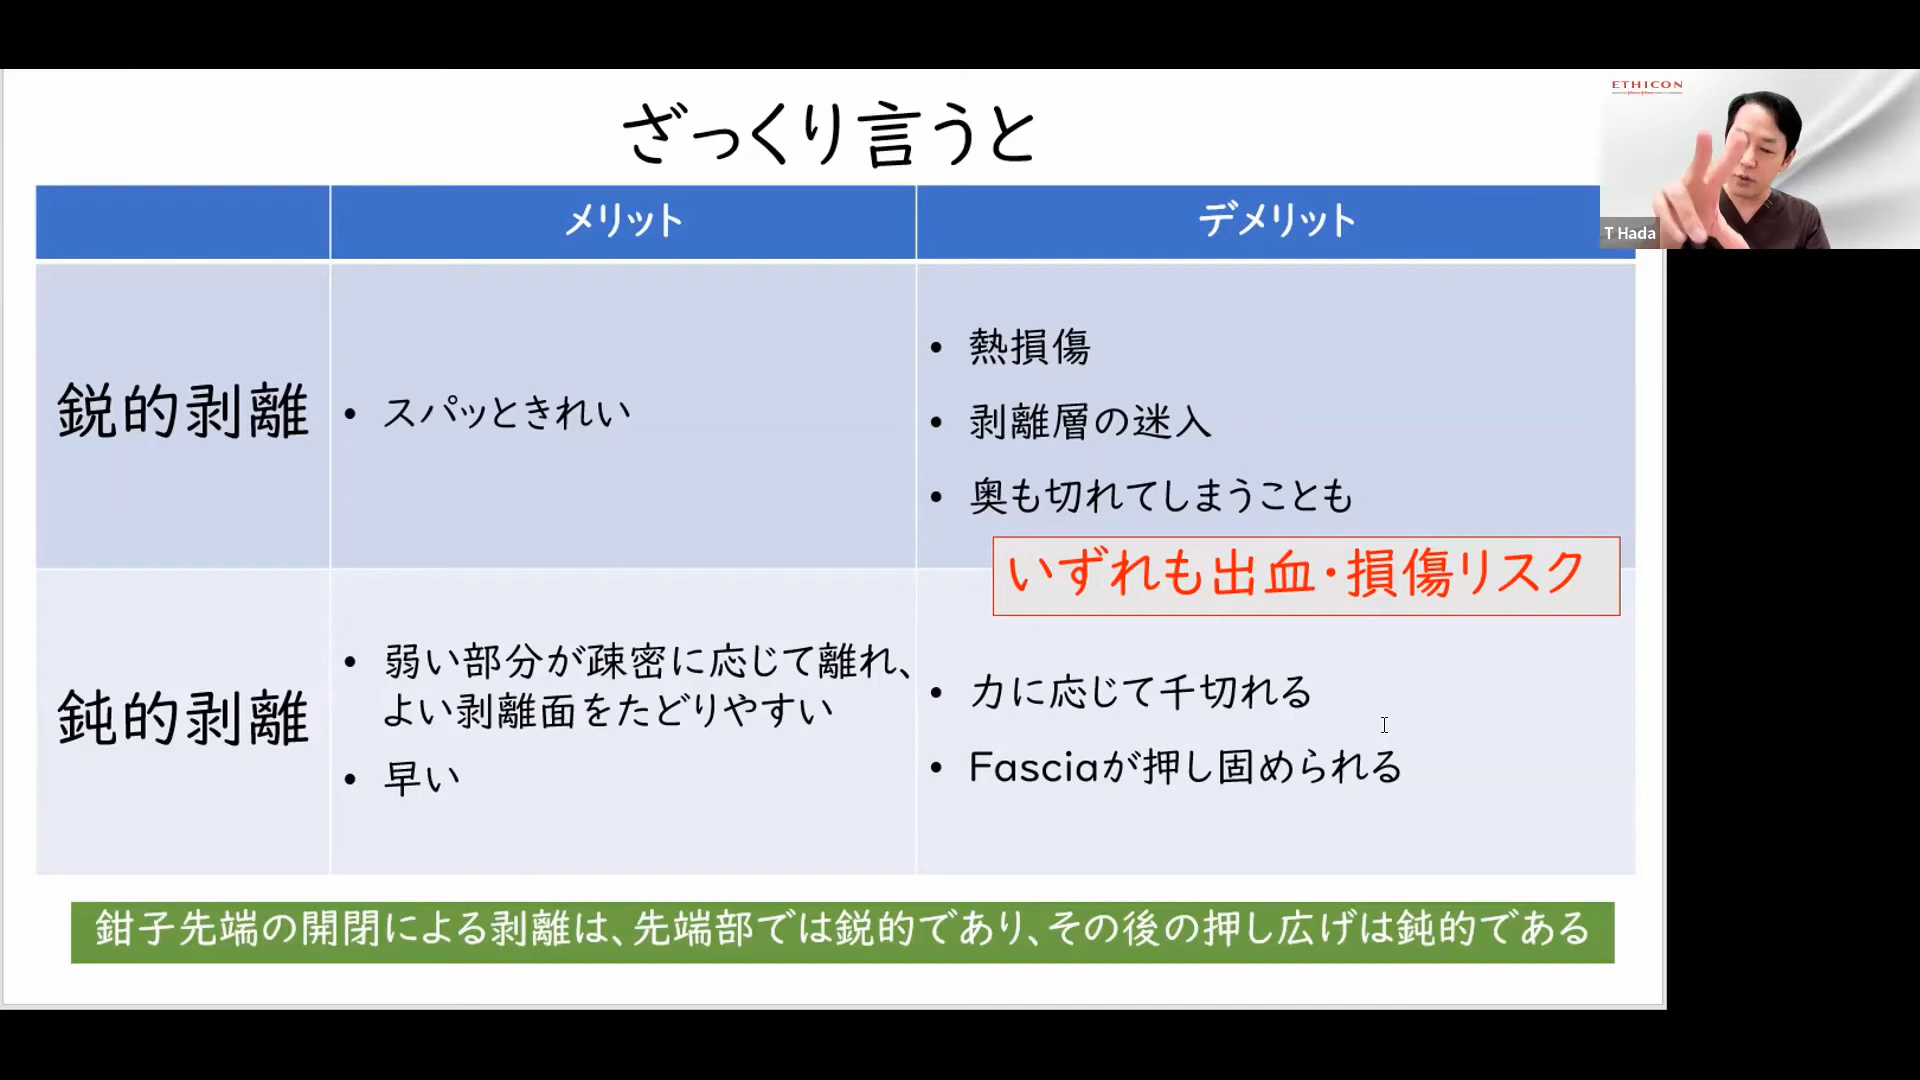 ざっくり言うと
メリット
デメリット
鋭的剥離
• スパッときれい
• 熱損傷
• 剥離層の迷入
• 奥も切れてしまうことも
いずれも出血・損傷リスク
鈍的剥離
• 弱い部分が疎密に応じて離れ、
よい剥離面をたどりやすい
• 早い
• 力に応じて千切れる
• Fasciaが押し固められる
鉗子先端の開閉による剥離は、先端部では鋭的であり、その後の押し広げは鈍的である
ETHICON
T Hada